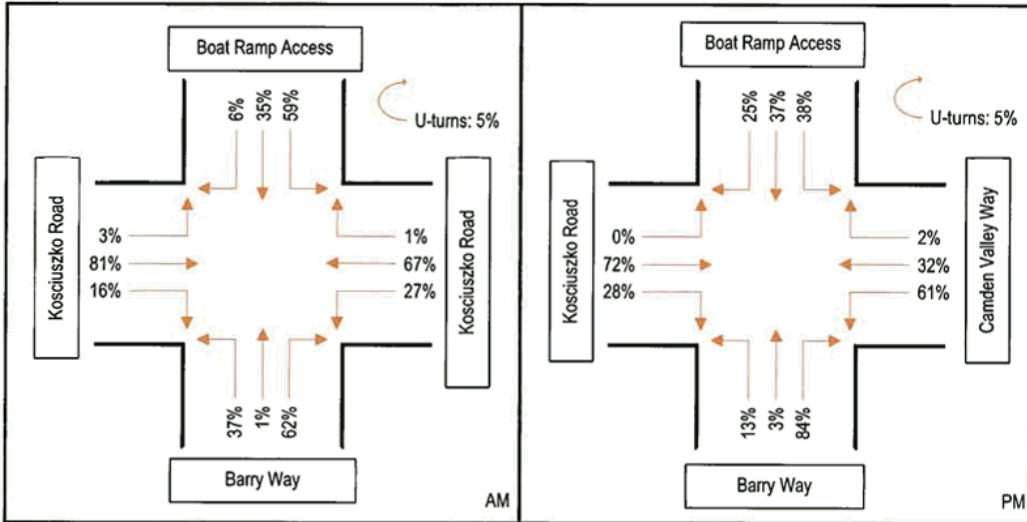 Boat Ramp Access
6%
35%
59%
U-turns: 5%
Kosciuszko Road
3%
81%
16%
1%
67%
27%
Kosciuszko Road
37%
1%
62%
Barry Way
AM
Boat Ramp Access
25%
37%
38%
U-turns: 5%
Kosciuszko Road
0%
72%
28%
2%
32%
61%
Camden Valley Way
13%
3%
84%
Barry Way
PM